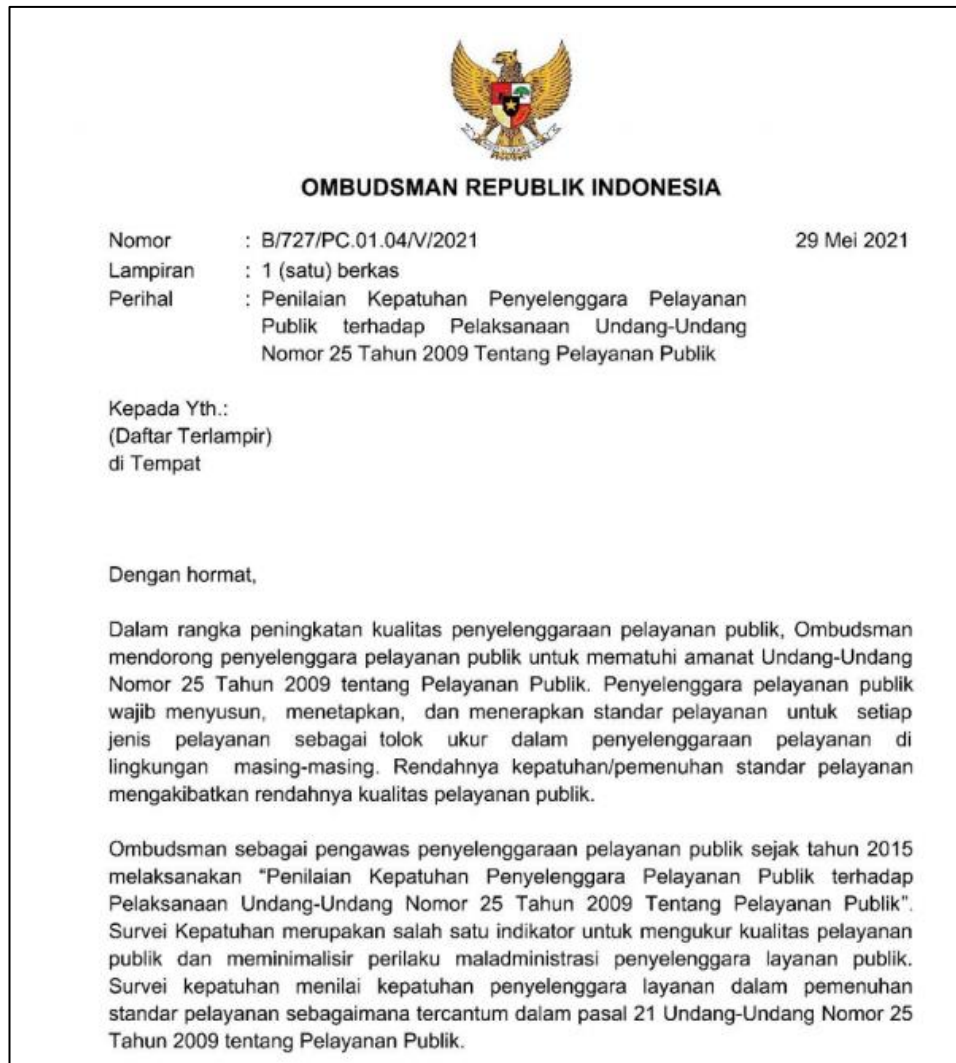 OMBUDSMAN REPUBLIK INDONESIA
Nomor : B/727/PC.01.04/V/2021 29 Mei 2021
Lampiran : 1 (satu) berkas
Perihal : Penilaian Kepatuhan Penyelenggara Pelayanan
Publik terhadap Pelaksanaan Undang-Undang
Nomor 25 Tahun 2009 Tentang Pelayanan Publik
Kepada Yth.:
(Daftar Terlampir)
di Tempat
Dengan hormat,
Dalam rangka peningkatan kualitas penyelenggaraan pelayanan publik, Ombudsman
mendorong penyelenggara pelayanan publik untuk mematuhi amanat Undang-Undang
Nomor 25 Tahun 2009 tentang Pelayanan Publik. Penyelenggara pelayanan publik
wajib menyusun, menetapkan, dan menerapkan standar pelayanan untuk setiap
jenis pelayanan sebagai tolok ukur dalam penyelenggaraan pelayanan di
lingkungan masing-masing. Rendahnya kepatuhan/pemenuhan standar pelayanan
mengakibatkan rendahnya kualitas pelayanan publik.
Ombudsman sebagai pengawas penyelenggaraan pelayanan publik sejak tahun 2015
melaksanakan “Penilaian Kepatuhan Penyelenggara Pelayanan Publik terhadap
Pelaksanaan Undang-Undang Nomor 25 Tahun 2009 Tentang Pelayanan Publik”.
Survei Kepatuhan merupakan salah satu indikator untuk mengukur kualitas pelayanan
publik dan meminimalisir perilaku maladministrasi penyelenggara layanan publik.
Survei kepatuhan menilai kepatuhan penyelenggara layanan dalam pemenuhan
standar pelayanan sebagaimana tercantum dalam pasal 21 Undang-Undang Nomor 25
Tahun 2009 tentang Pelayanan Publik.